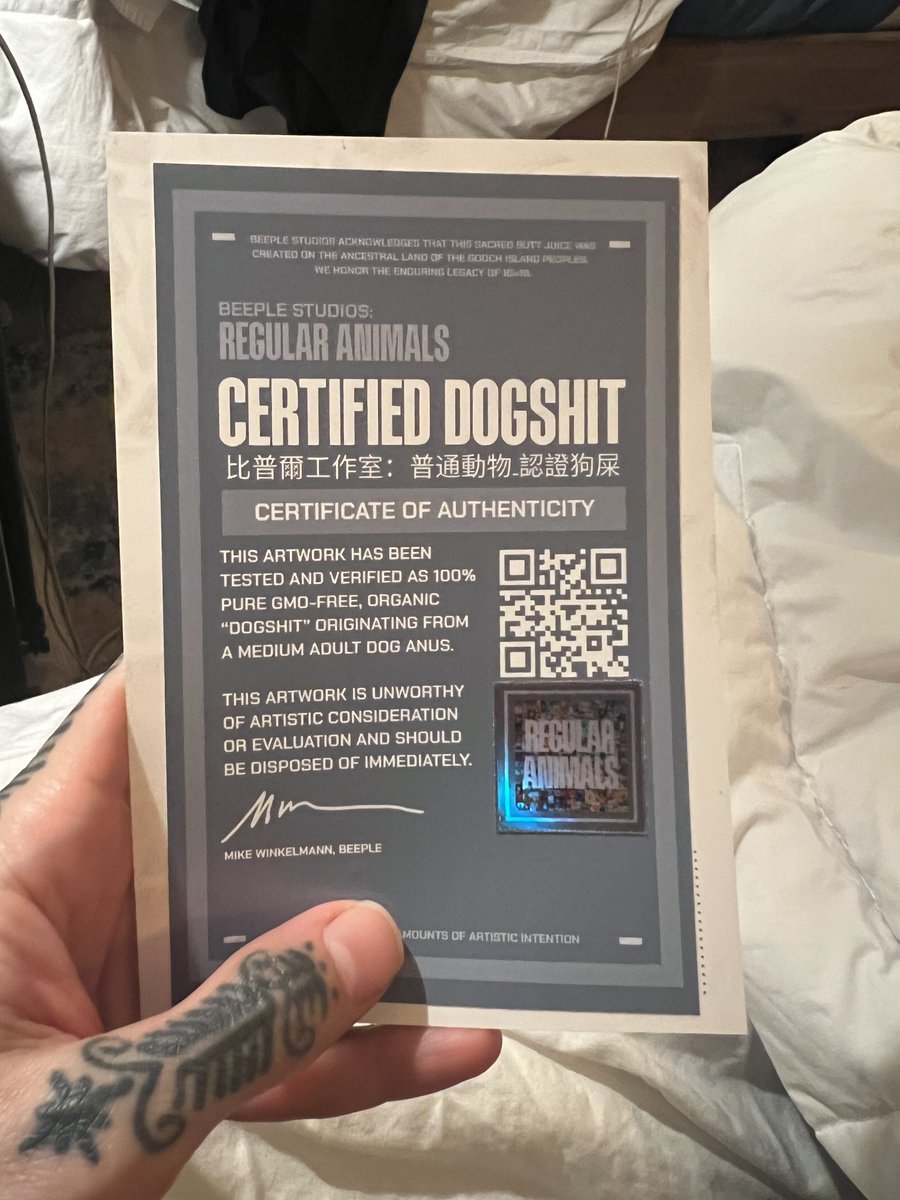 BEEPLE STUDIOS ACKNOWLEDGES THAT THIS SACRED BUTT JUICE WAS
CREATED ON THE ANCESTRAL LAND OF THE GOOCH ISLAND PEOPLES.
WE HONOR THE ENDURING LEGACY OF
BEEPLE STUDIOS:
REGULAR ANIMALS
CERTIFIED DOGSHIT
比普爾工作室：普通動物_認證狗屎
CERTIFICATE OF AUTHENTICITY
THIS ARTWORK HAS BEEN
TESTED AND VERIFIED AS 100%
PURE GMO-FREE, ORGANIC
“DOGSHIT” ORIGINATING FROM
A MEDIUM ADULT DOG ANUS.
THIS ARTWORK IS UNWORTHY
OF ARTISTIC CONSIDERATION
OR EVALUATION AND SHOULD
BE DISPOSED OF IMMEDIATELY.
REGULAR
ANIMALS
MIKE WINKELMANN, BEEPLE
MOUNTS OF ARTISTIC INTENTION